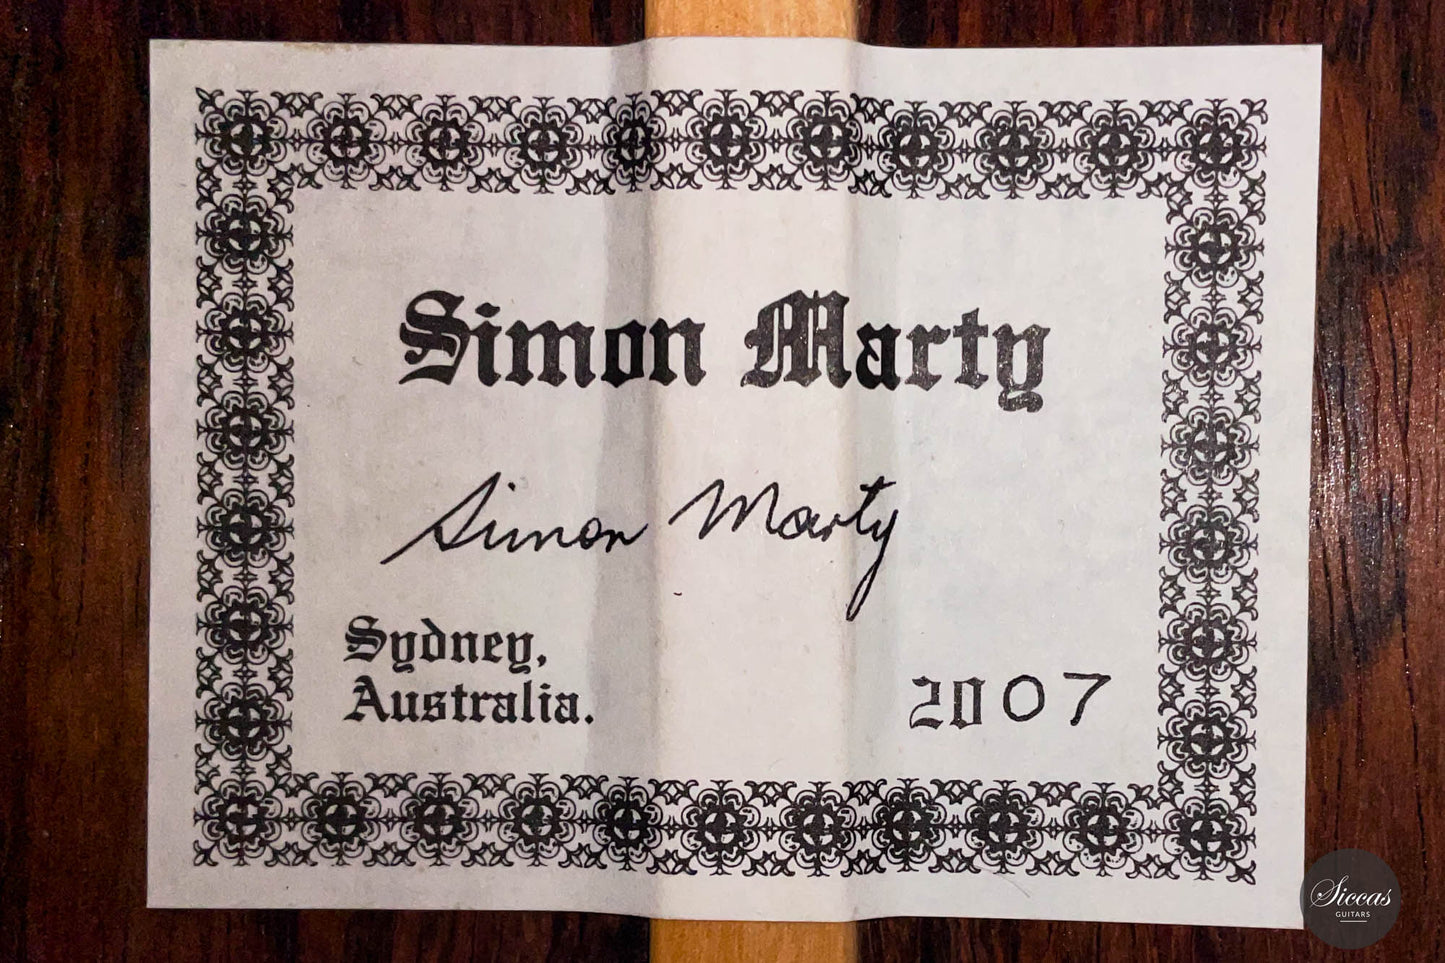 Simon Marty
Simon Marty
Sydney,
Australia.
2007
Siccas
GUITARS